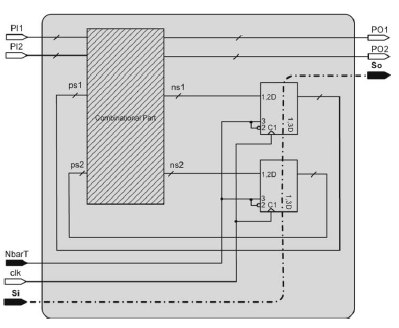 PI1
PO1
PI2
PO2
So
ps1
ns1
1,2D
Combinational Part
3
2 C1
1,3D
ps2
ns2
1,2D
3
2 C1
1,3D
NbarT
clk
Si